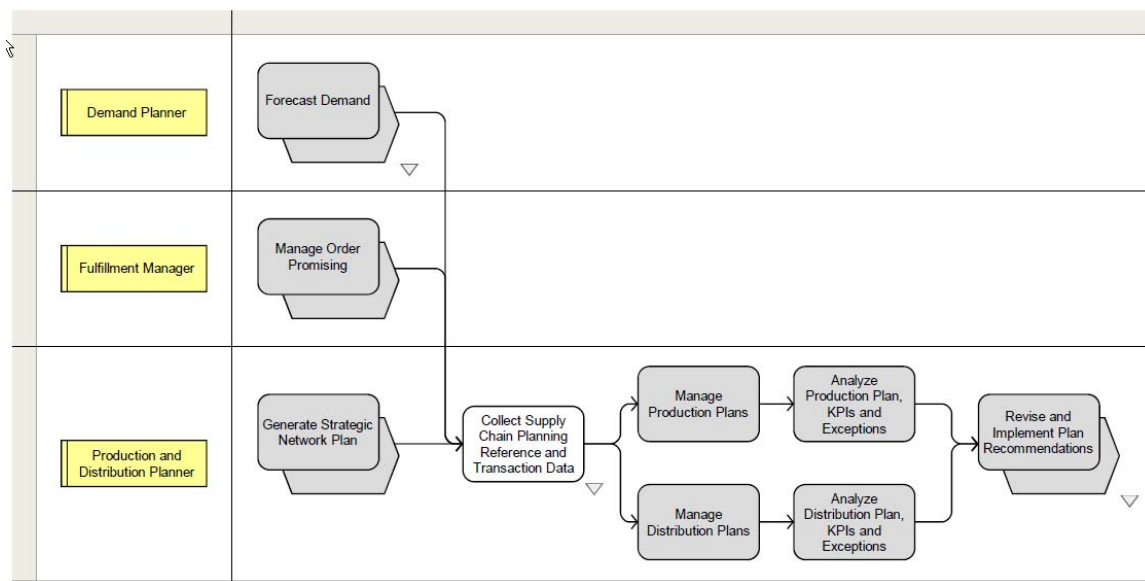 Demand Planner
Forecast Demand
Fulfillment Manager
Manage Order
Promising
Production and
Distribution Planner
Generate Strategic
Network Plan
Collect Supply
Chain Planning
Reference and
Transaction Data
Manage
Production Plans
Analyze
Production Plan,
KPIs and
Exceptions
Manage
Distribution Plans
Analyze
Distribution Plan,
KPIs and
Exceptions
Revise and
Implement Plan
Recommendations